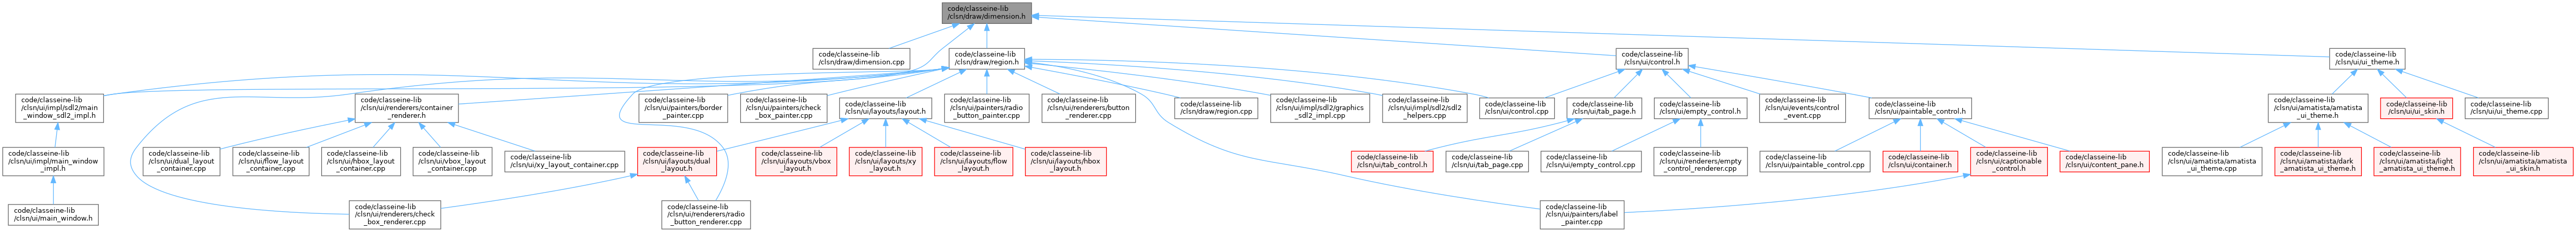 code/classeine-lib
/clsn/draw/dimension.h
code/classeine-lib
/clsn/draw/dimension.cpp
code/classeine-lib
/clsn/draw/region.h
code/classeine-lib
/clsn/ui/control.h
code/classeine-lib
/clsn/ui/ui_theme.h
code/classeine-lib
/clsn/ui/impl/sdl2/main
_window_sdl2_impl.h
code/classeine-lib
/clsn/ui/renderers/container
_renderer.h
code/classeine-lib
/clsn/ui/painters/border
_painter.cpp
code/classeine-lib
/clsn/ui/painters/check
_box_painter.cpp
code/classeine-lib
/clsn/ui/layouts/layout.h
code/classeine-lib
/clsn/ui/painters/radio
_button_painter.cpp
code/classeine-lib
/clsn/ui/renderers/button
_renderer.cpp
code/classeine-lib
/clsn/draw/region.cpp
code/classeine-lib
/clsn/ui/impl/sdl2/graphics
_sdl2_impl.cpp
code/classeine-lib
/clsn/ui/impl/sdl2/sdl2
_helpers.cpp
code/classeine-lib
/clsn/ui/control.cpp
code/classeine-lib
/clsn/ui/tab_page.h
code/classeine-lib
/clsn/ui/empty_control.h
code/classeine-lib
/clsn/ui/events/control
_event.cpp
code/classeine-lib
/clsn/ui/paintable_control.h
code/classeine-lib
/clsn/ui/amatista/amatista
_ui_theme.h
code/classeine-lib
/clsn/ui/ui_skin.h
code/classeine-lib
/clsn/ui/ui_theme.cpp
code/classeine-lib
/clsn/ui/impl/main_window
_impl.h
code/classeine-lib
/clsn/ui/dual_layout
_container.cpp
code/classeine-lib
/clsn/ui/flow_layout
_container.cpp
code/classeine-lib
/clsn/ui/hbox_layout
_container.cpp
code/classeine-lib
/clsn/ui/vbox_layout
_container.cpp
code/classeine-lib
/clsn/ui/xy_layout_container.cpp
code/classeine-lib
/clsn/ui/layouts/dual
_layout.h
code/classeine-lib
/clsn/ui/layouts/vbox
_layout.h
code/classeine-lib
/clsn/ui/layouts/xy
_layout.h
code/classeine-lib
/clsn/ui/layouts/flow
_layout.h
code/classeine-lib
/clsn/ui/layouts/hbox
_layout.h
code/classeine-lib
/clsn/ui/tab_control.h
code/classeine-lib
/clsn/ui/tab_page.cpp
code/classeine-lib
/clsn/ui/empty_control.cpp
code/classeine-lib
/clsn/ui/renderers/empty
_control_renderer.cpp
code/classeine-lib
/clsn/ui/paintable_control.cpp
code/classeine-lib
/clsn/ui/container.h
code/classeine-lib
/clsn/ui/captionable
_control.h
code/classeine-lib
/clsn/ui/content_pane.h
code/classeine-lib
/clsn/ui/amatista/amatista
_ui_theme.cpp
code/classeine-lib
/clsn/ui/amatista/dark
_amatista_ui_theme.h
code/classeine-lib
/clsn/ui/amatista/light
_amatista_ui_theme.h
code/classeine-lib
/clsn/ui/amatista/amatista
_ui_skin.h
code/classeine-lib
/clsn/ui/main_window.h
code/classeine-lib
/clsn/ui/renderers/check
_box_renderer.cpp
code/classeine-lib
/clsn/ui/renderers/radio
_button_renderer.cpp
code/classeine-lib
/clsn/ui/painters/label
_painter.cpp